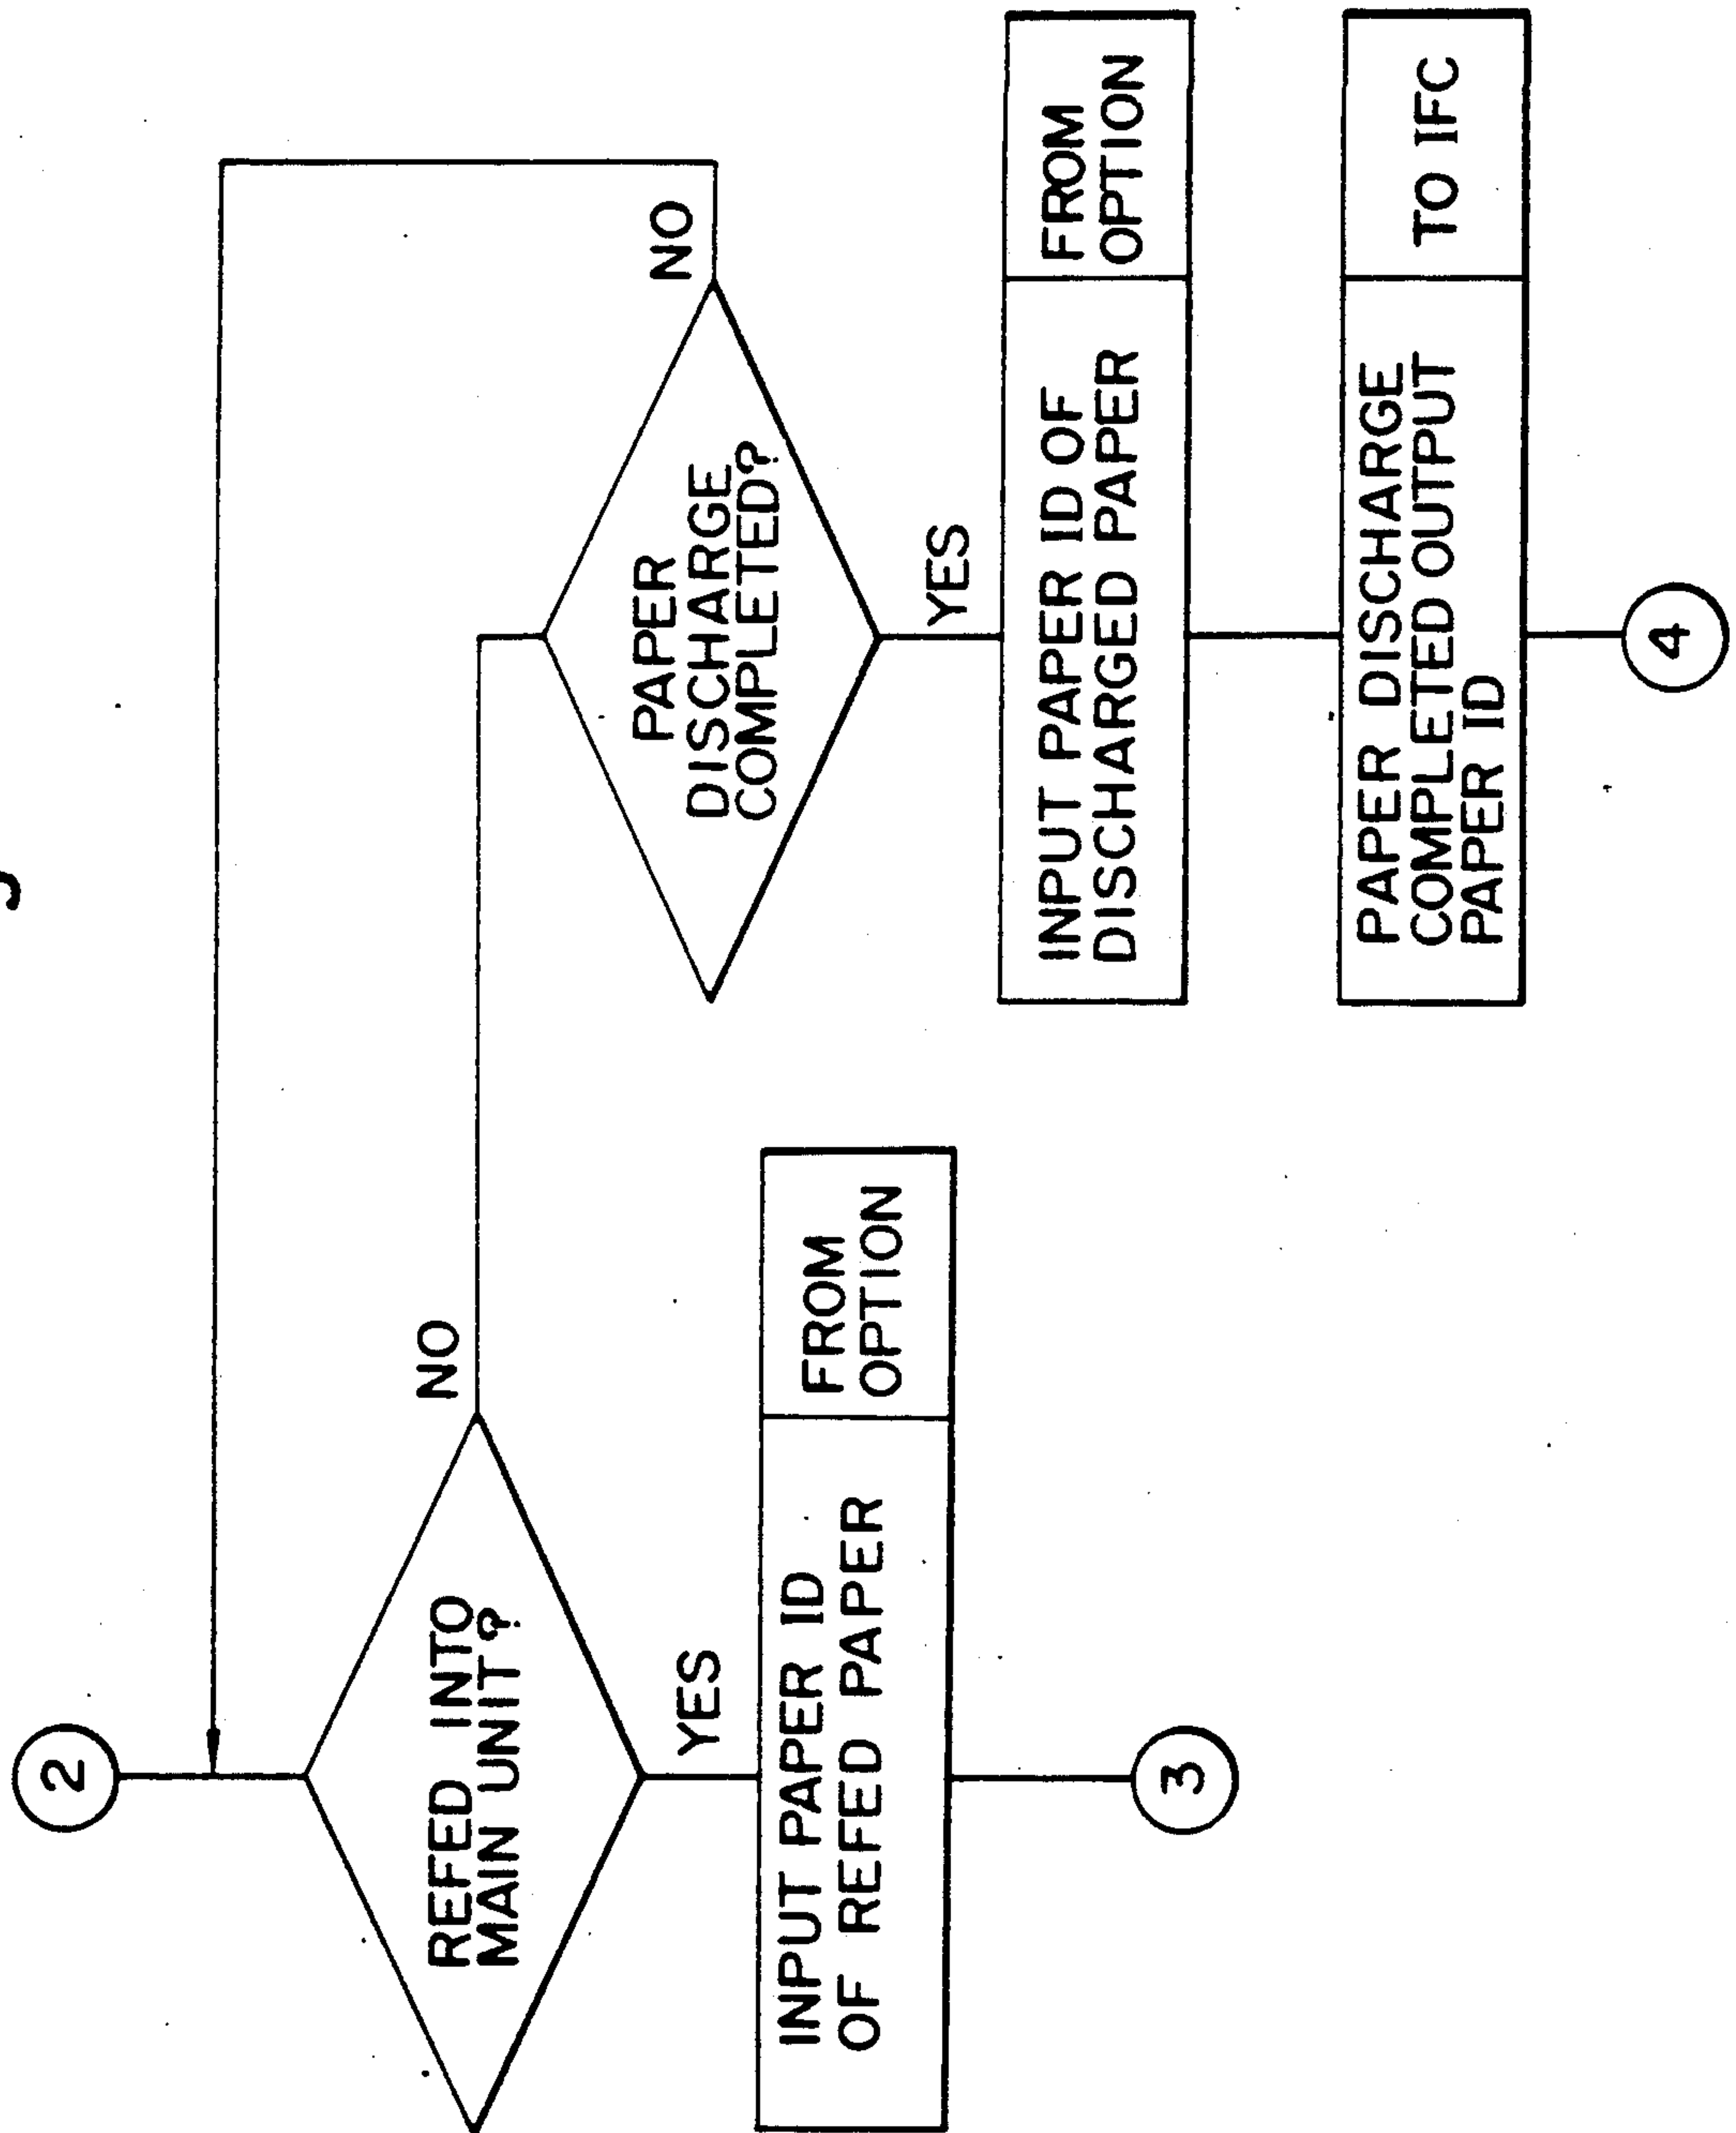 2
REFED INTO
MAIN UNIT?
NO
YES
INPUT PAPER ID
OF REFED PAPER
FROM
OPTION
3
PAPER
DISCHARGE
COMPLETED?
NO
YES
INPUT PAPER ID OF
DISCHARGED PAPER
FROM
OPTION
PAPER DISCHARGE
COMPLETED OUTPUT
PAPER ID
TO IFC
4